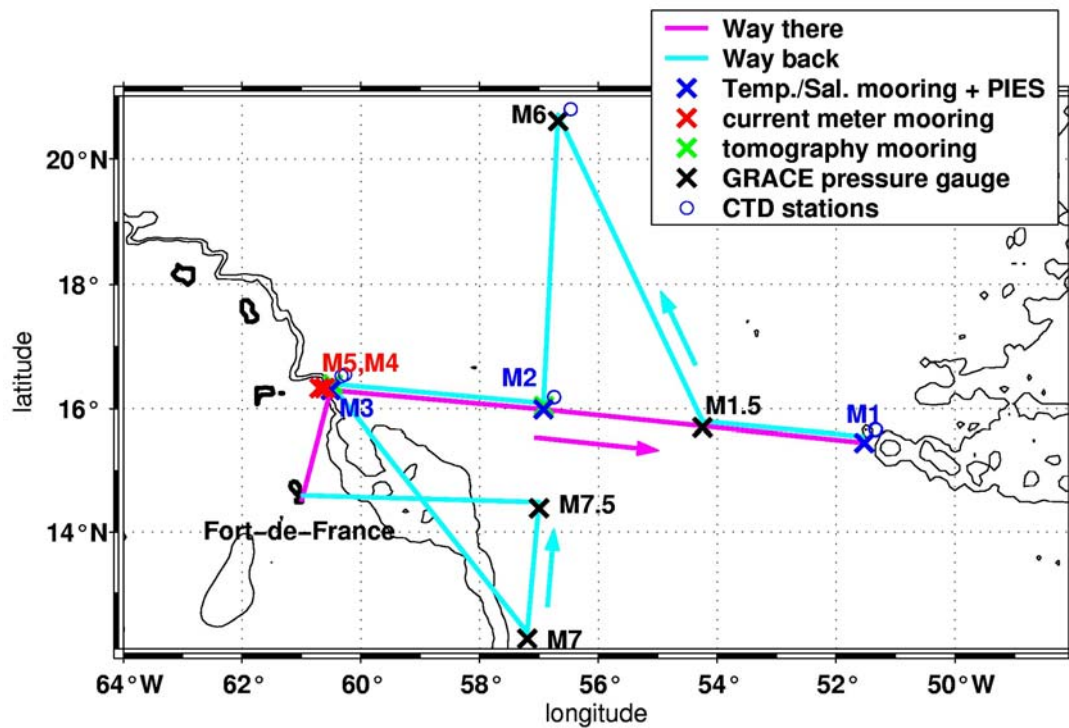 Way there
Way back
Temp./Sal. mooring + PIES
current meter mooring
tomography mooring
GRACE pressure gauge
CTD stations
M6
20°N
18°
M5,M4
M2
16°
M3
M1.5
M1
M7.5
14°N
Fort-de-France
M7
64°W
62°
60°
58°
56°
54°
52°
50°W
latitude
longitude